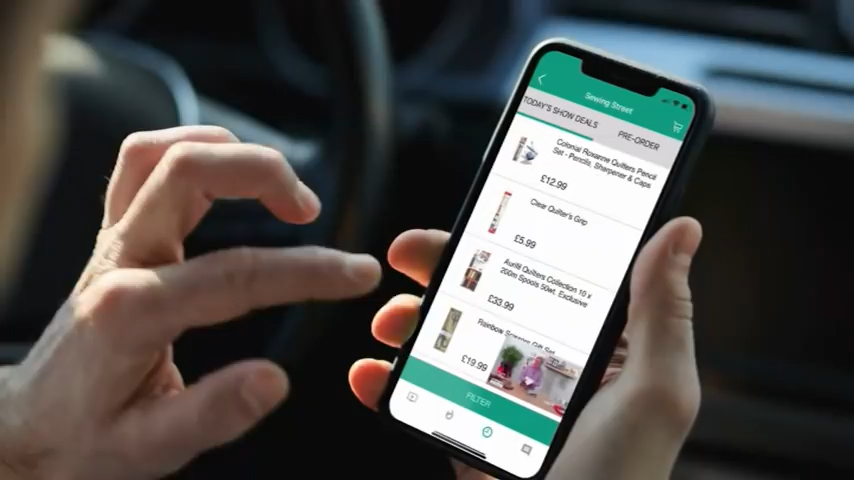 Sewing Street
TODAY'S SHOW DEALS
PRE-ORDER
Colonial Roxanne Quilters Pencil
Set - Pencils, Sharpener & Caps
£12.99
Clear Quilter's Grip
£5.99
Aurifil Quilters Collection 10 x
200m Spools 50wt. Exclusive
£33.99
Rainbow Scissors Gift Set
£19.99
FILTER